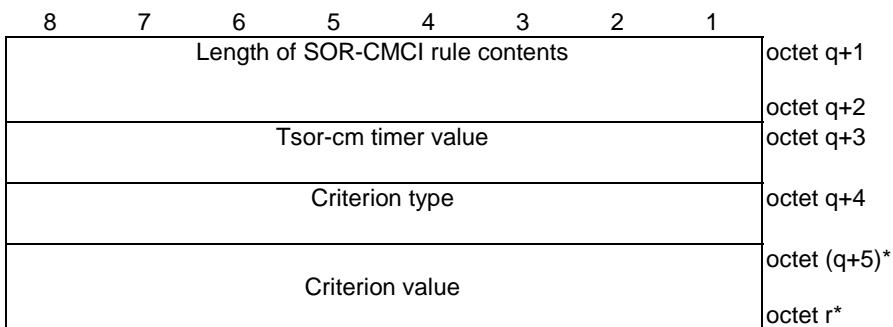 8 7 6 5 4 3 2 1
Length of SOR-CMCI rule contents octet q+1
octet q+2
Tsor-cm timer value octet q+3
Criterion type octet q+4
octet (q+5)*
Criterion value
octet r*